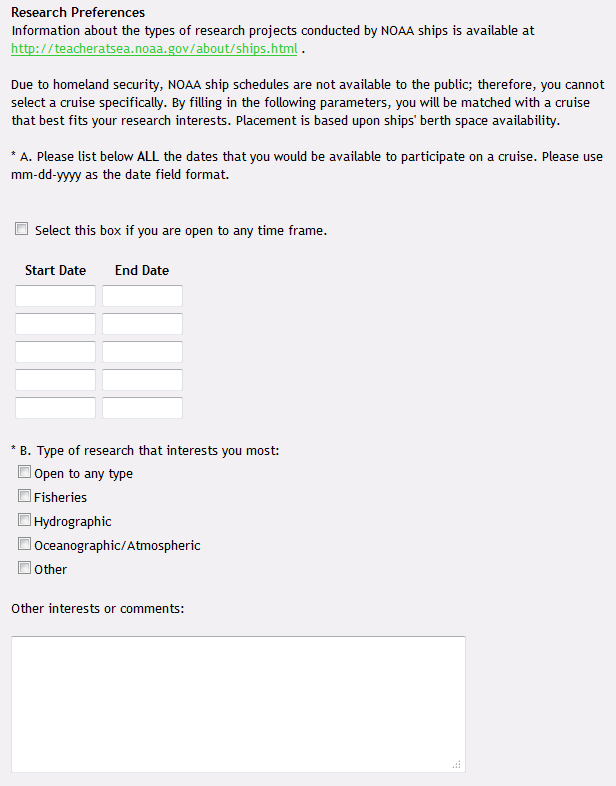 Research Preferences
Information about the types of research projects conducted by NOAA ships is available at
http://teacheratsea.noaa.gov/about/ships.html .
Due to homeland security, NOAA ship schedules are not available to the public; therefore, you cannot
select a cruise specifically. By filling in the following parameters, you will be matched with a cruise
that best fits your research interests. Placement is based upon ships' berth space availability.
* A. Please list below ALL the dates that you would be available to participate on a cruise. Please use
mm-dd-yyyy as the date field format.
Select this box if you are open to any time frame.
Start Date End Date
* B. Type of research that interests you most:
Open to any type
Fisheries
Hydrographic
Oceanographic/Atmospheric
Other
Other interests or comments: